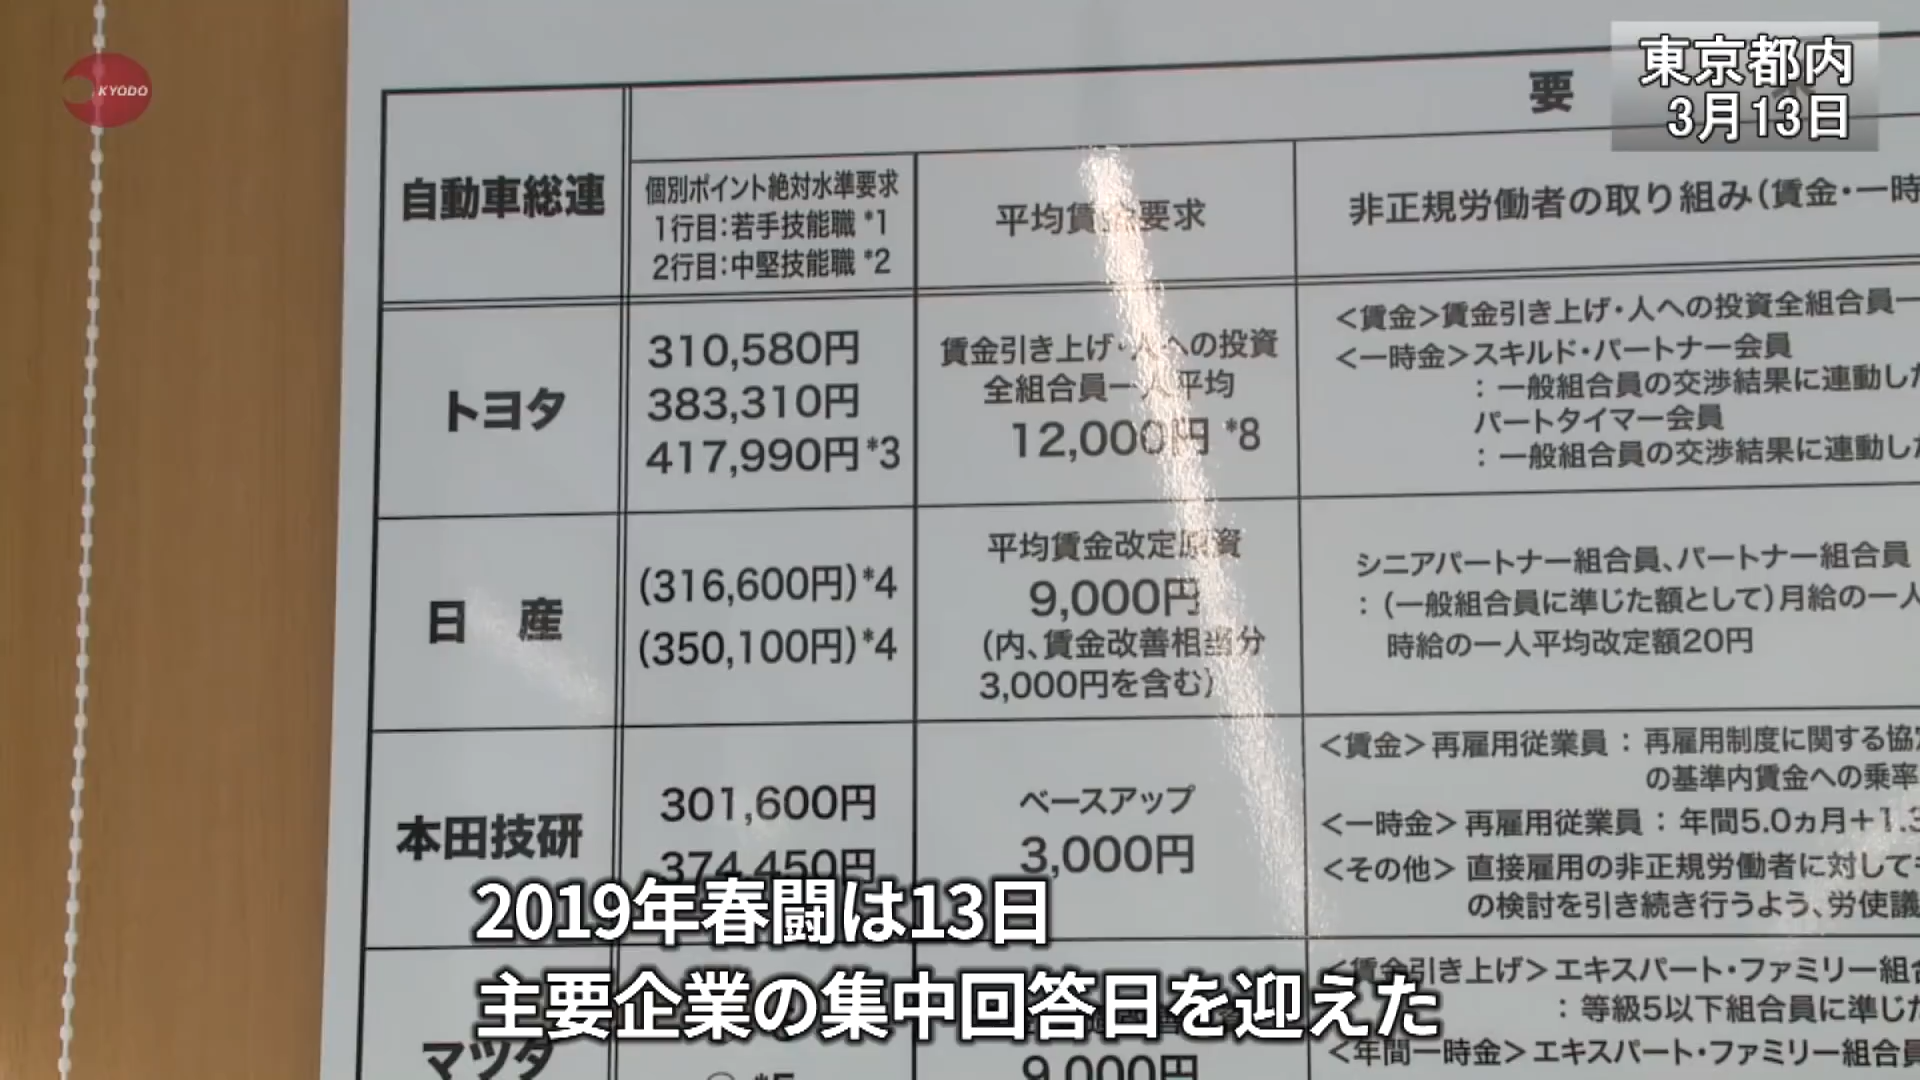 KYODO
東京都内
3月13日
要
自動車総連
個別ポイント絶対水準要求
1行目：若手技能職 *1
2行目：中堅技能職 *2
平均賃金要求
非正規労働者の取り組み（賃金・一時
トヨタ
310,580円
383,310円
417,990円*3
賃金引き上げ・人への投資
全組合員一人平均
12,000円 *8
＜賃金＞賃金引き上げ・人への投資全組合員一
＜一時金＞スキルド・パートナー会員
：一般組合員の交渉結果に連動した
パートタイマー会員
：一般組合員の交渉結果に連動した
日 産
(316,600円)*4
(350,100円)*4
平均賃金改定原資
9,000円
(内、賃金改善相当分
3,000円を含む)
シニアパートナー組合員、パートナー組合員
：(一般組合員に準じた額として)月給の一人
時給の一人平均改定額20円
本田技研
301,600円
374,450円
ベースアップ
3,000円
＜賃金＞再雇用従業員：再雇用制度に関する協
の基準内賃金への乗率
＜一時金＞再雇用従業員：年間5.0ヵ月＋1.3
＜その他＞直接雇用の非正規労働者に対して
の検討を引き続き行うよう、労使議
マツダ
*5
9,000円
＜賃金引き上げ＞エキスパート・ファミリー組合
：等級5以下組合員に準じた
＜年間一時金＞エキスパート・ファミリー組合員
2019年春闘は13日
主要企業の集中回答日を迎えた